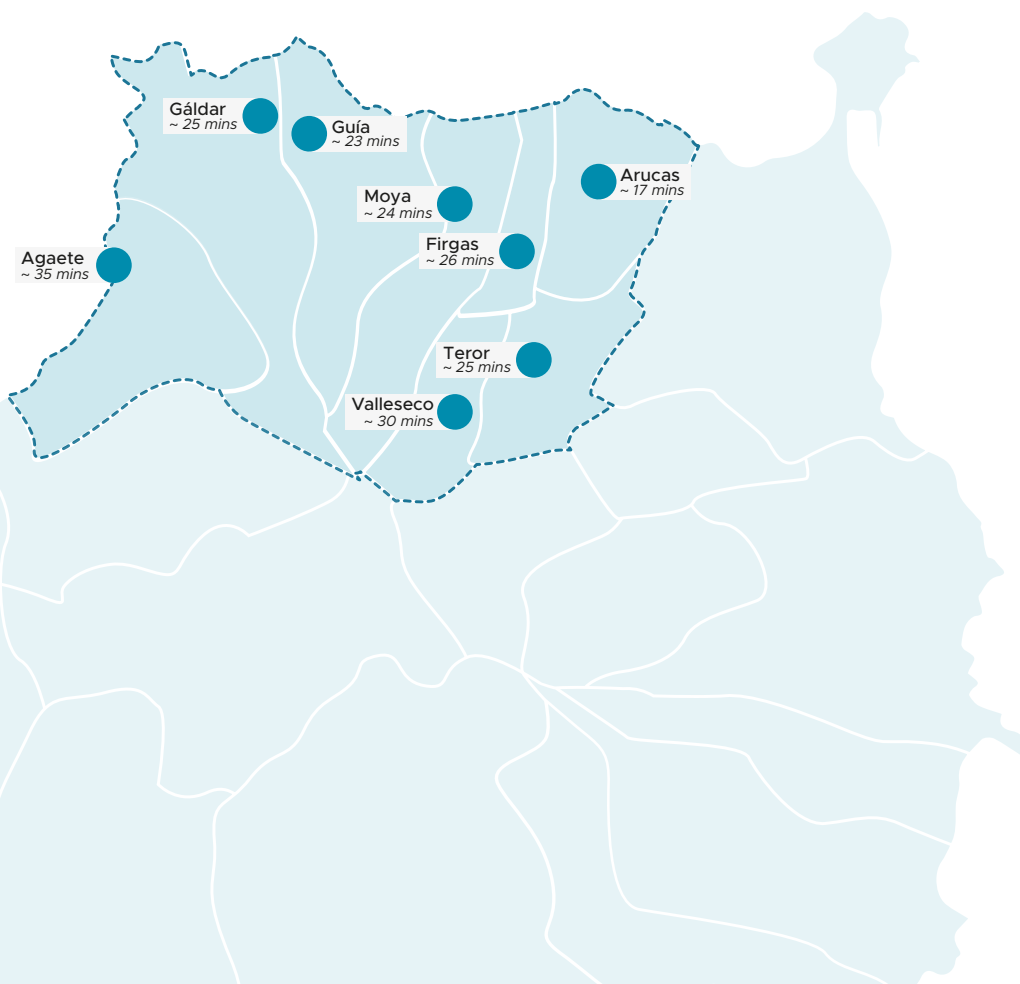 Gáldar
~ 25 mins
Guía
~ 23 mins
Arucas
~ 17 mins
Moya
~ 24 mins
Firgas
~ 26 mins
Agaete
~ 35 mins
Teror
~ 25 mins
Valleseco
~ 30 mins